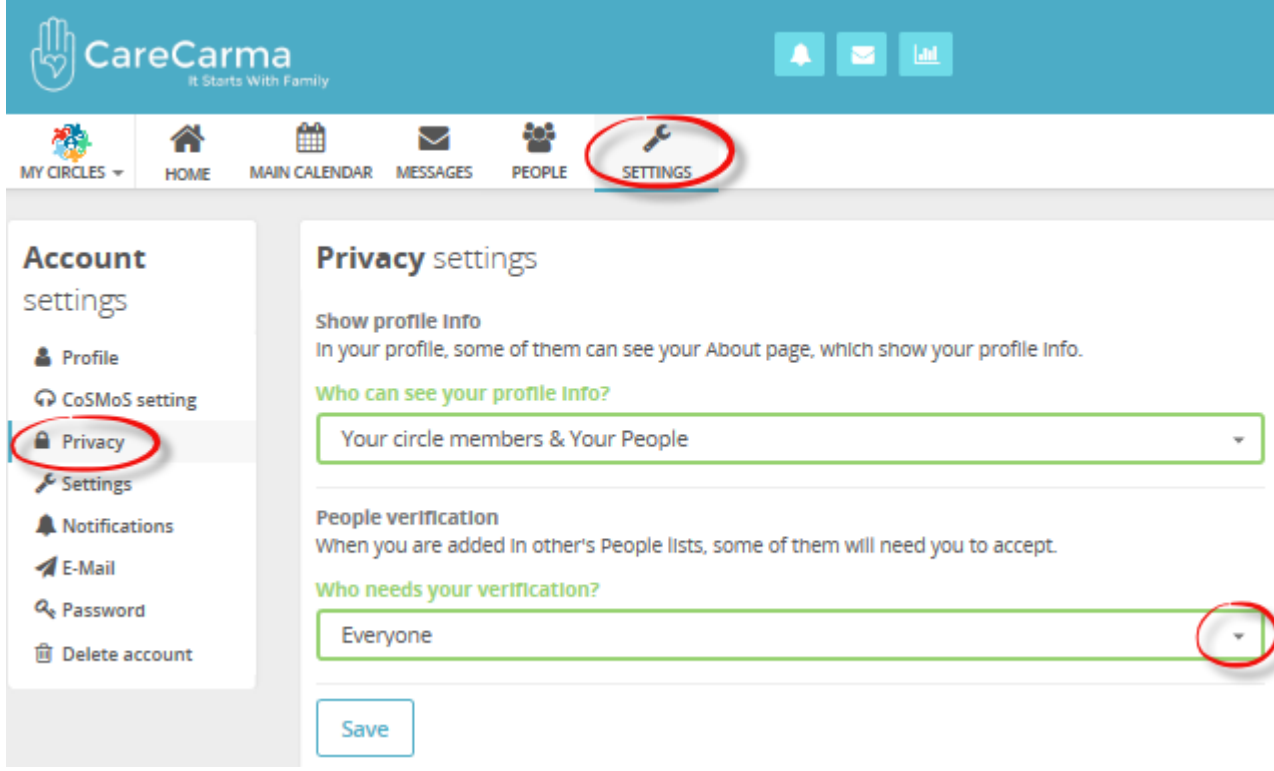 CareCarma
It Starts With Family
MY CIRCLES
HOME
MAIN CALENDAR
MESSAGES
PEOPLE
SETTINGS
Account
settings
Profile
CoSMoS setting
Privacy
Settings
Notifications
E-Mail
Password
Delete account
Privacy settings
Show profile info
In your profile, some of them can see your About page, which show your profile info.
Who can see your profile info?
Your circle members & Your People
People verification
When you are added in other's People lists, some of them will need you to accept.
Who needs your verification?
Everyone
Save